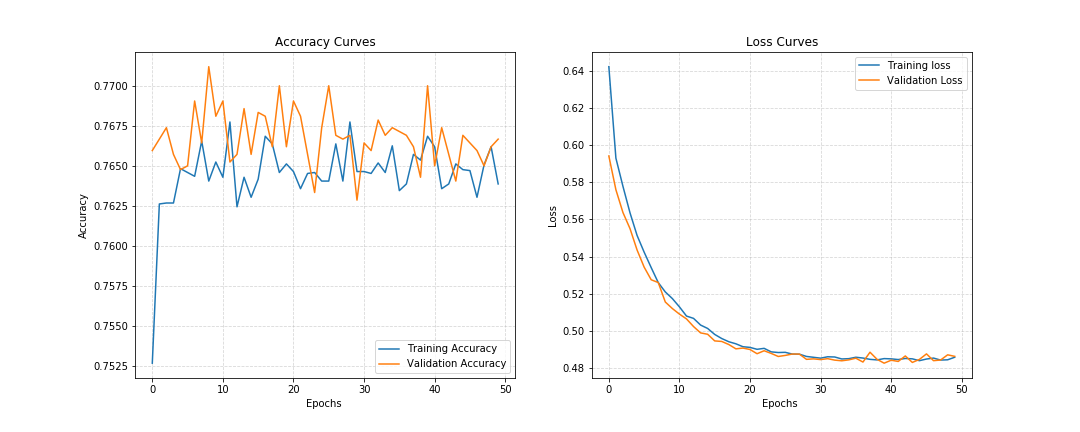 Accuracy Curves
0.7700
0.7675
0.7650
0.7625
0.7600
0.7575
0.7550
0.7525
Accuracy
0 10 20 30 40 50
Epochs
Training Accuracy
Validation Accuracy
Loss Curves
0.64
0.62
0.60
0.58
0.56
0.54
0.52
0.50
0.48
Loss
0 10 20 30 40 50
Epochs
Training loss
Validation Loss